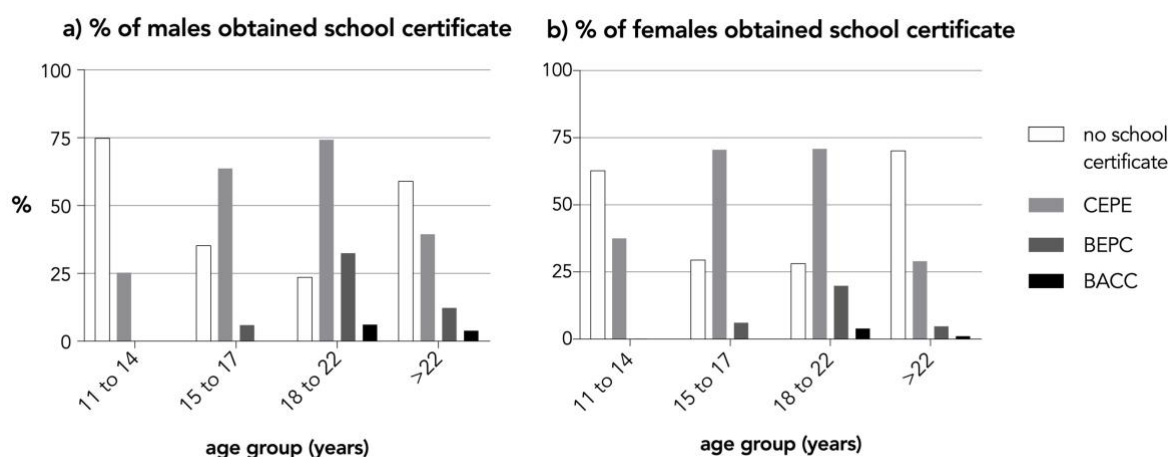 a) % of males obtained school certificate
100
75
50
25
0
%
11 to 14
15 to 17
18 to 22
>22
age group (years)
b) % of females obtained school certificate
100
75
50
25
0
11 to 14
15 to 17
18 to 22
>22
age group (years)
no school
certificate
CEPE
BEPC
BACC